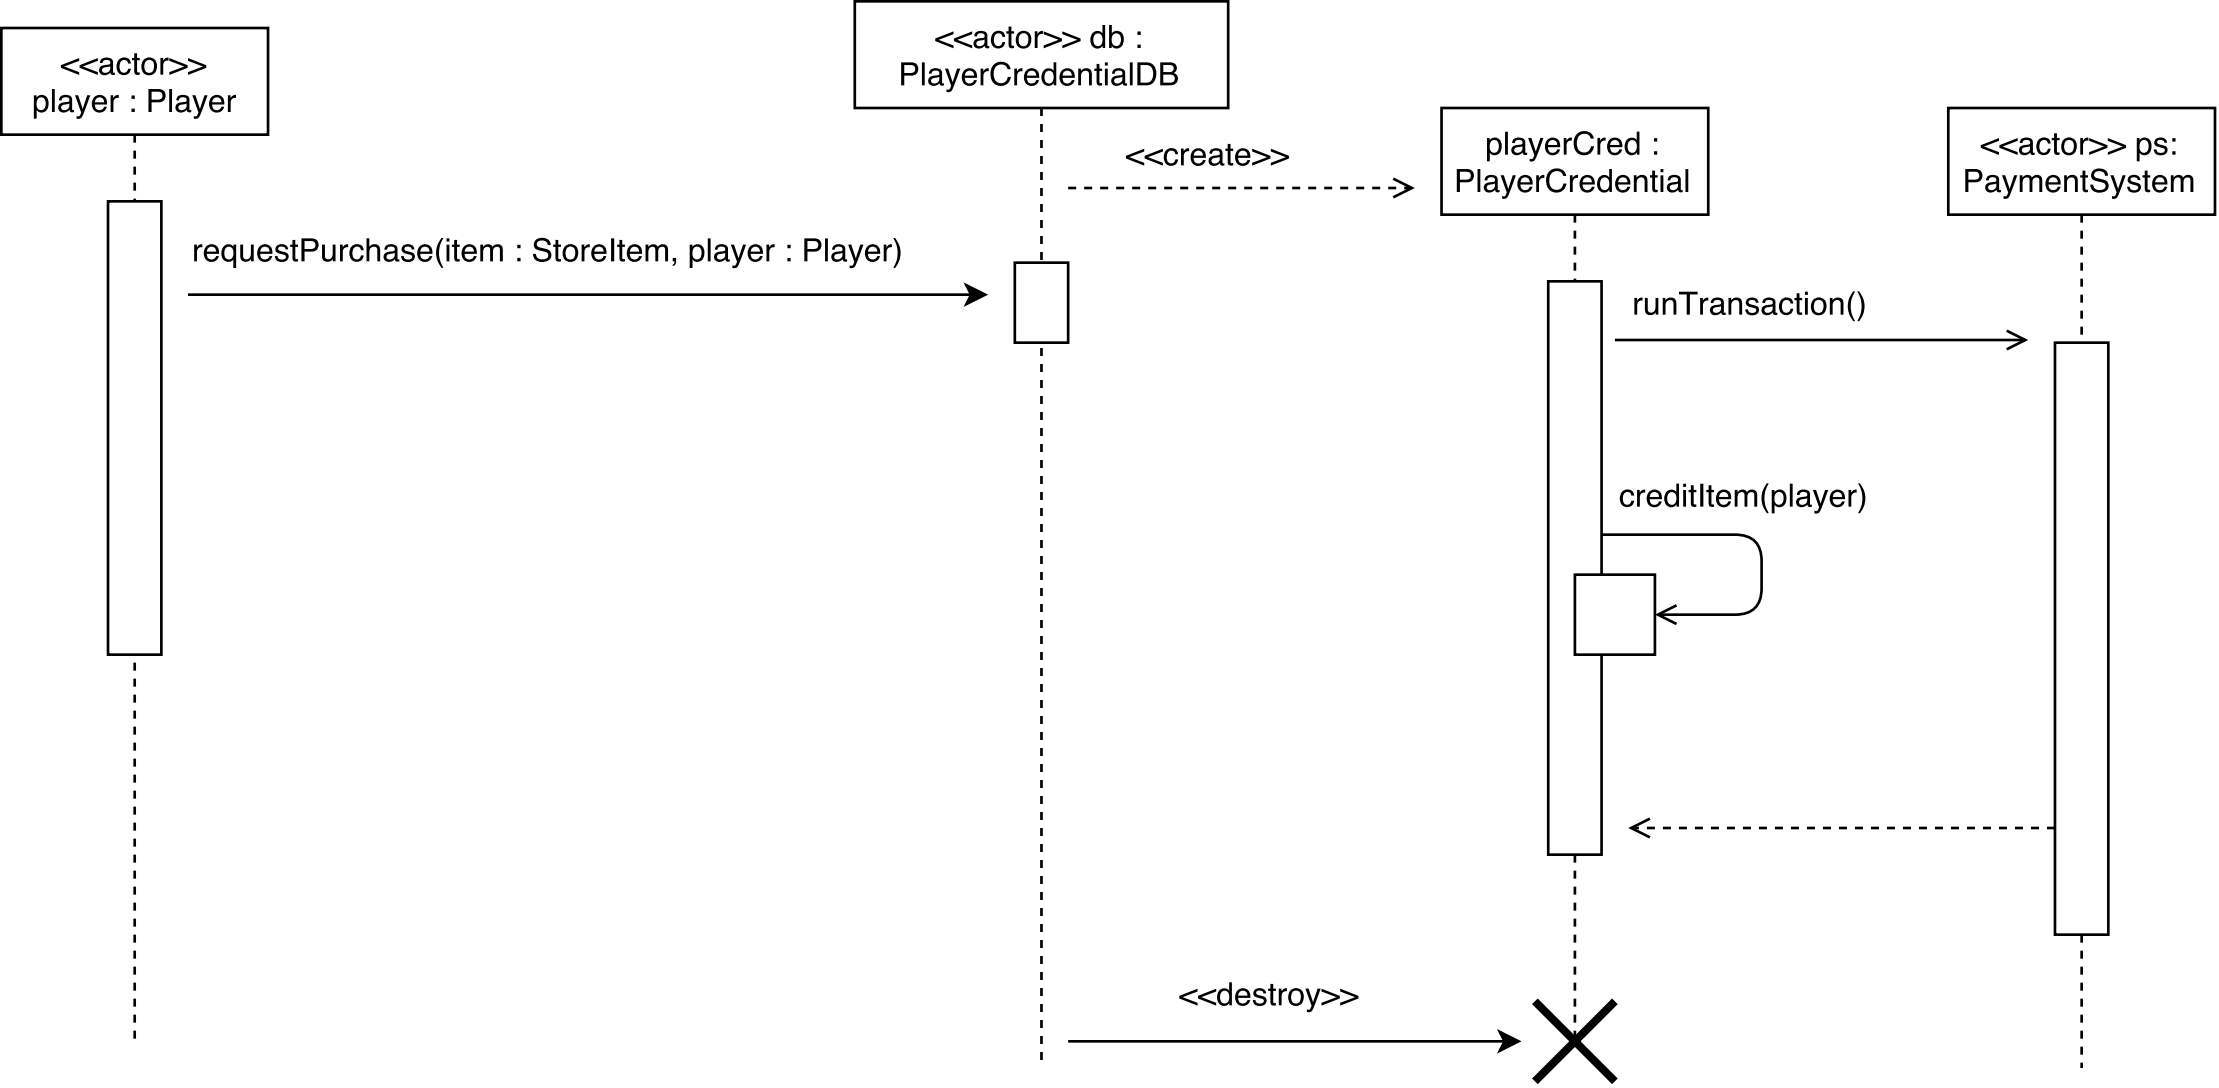 <<actor>>
player : Player
<<actor>> db :
PlayerCredentialDB
<<create>>
playerCred :
PlayerCredential
<<actor>> ps:
PaymentSystem
requestPurchase(item : StoreItem, player : Player)
runTransaction()
creditItem(player)
<<destroy>>